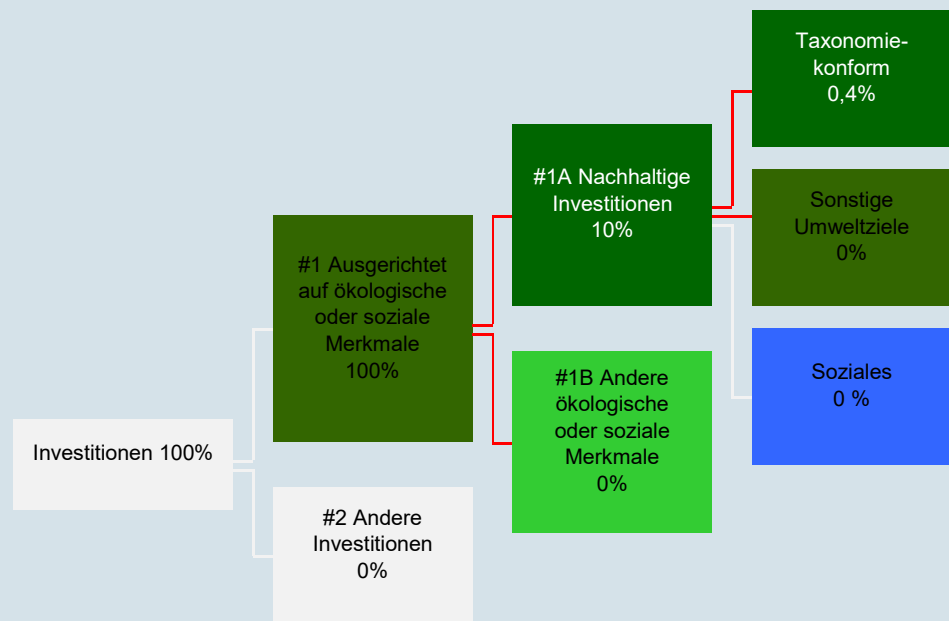 Investitionen 100%
#1 Ausgerichtet
auf ökologische
oder soziale
Merkmale
100%
#2 Andere
Investitionen
0%
#1A Nachhaltige
Investitionen
10%
#1B Andere
ökologische
oder soziale
Merkmale
0%
Taxonomie-
konform
0,4%
Sonstige
Umweltziele
0%
Soziales
0 %